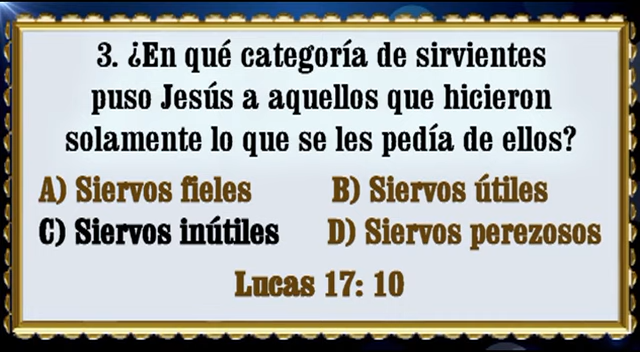 3. ¿En qué categoría de sirvientes
puso Jesús a aquellos que hicieron
solamente lo que se les pedía de ellos?
A) Siervos fieles B) Siervos útiles
C) Siervos inútiles D) Siervos perezosos
Lucas 17: 10